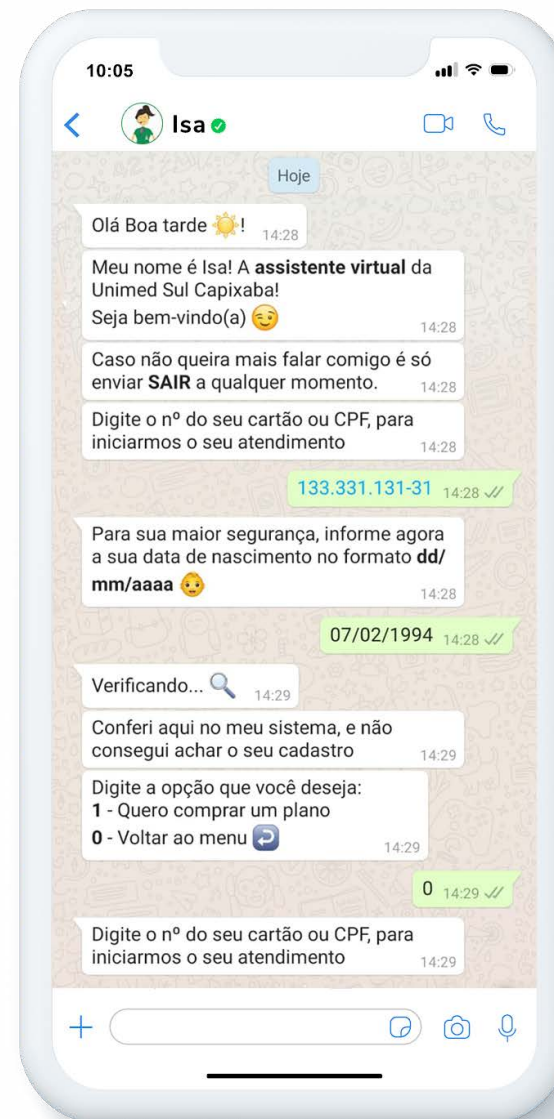 10:05
Isa
Hoje
Olá Boa tarde ☀️! 14:28
Meu nome é Isa! A assistente virtual da
Unimed Sul Capixaba!
Seja bem-vindo(a) 😉 14:28
Caso não queira mais falar comigo é só
enviar SAIR a qualquer momento. 14:28
Digite o nº do seu cartão ou CPF, para
iniciarmos o seu atendimento 14:28
133.331.131-31 14:28
Para sua maior segurança, informe agora
a sua data de nascimento no formato dd/
mm/aaaa 👶 14:28
07/02/1994 14:28
Verificando... 🔍 14:29
Conferi aqui no meu sistema, e não
consegui achar o seu cadastro 14:29
Digite a opção que você deseja:
1 - Quero comprar um plano
0 - Voltar ao menu ↩️ 14:29
0 14:29
Digite o nº do seu cartão ou CPF, para
iniciarmos o seu atendimento 14:29